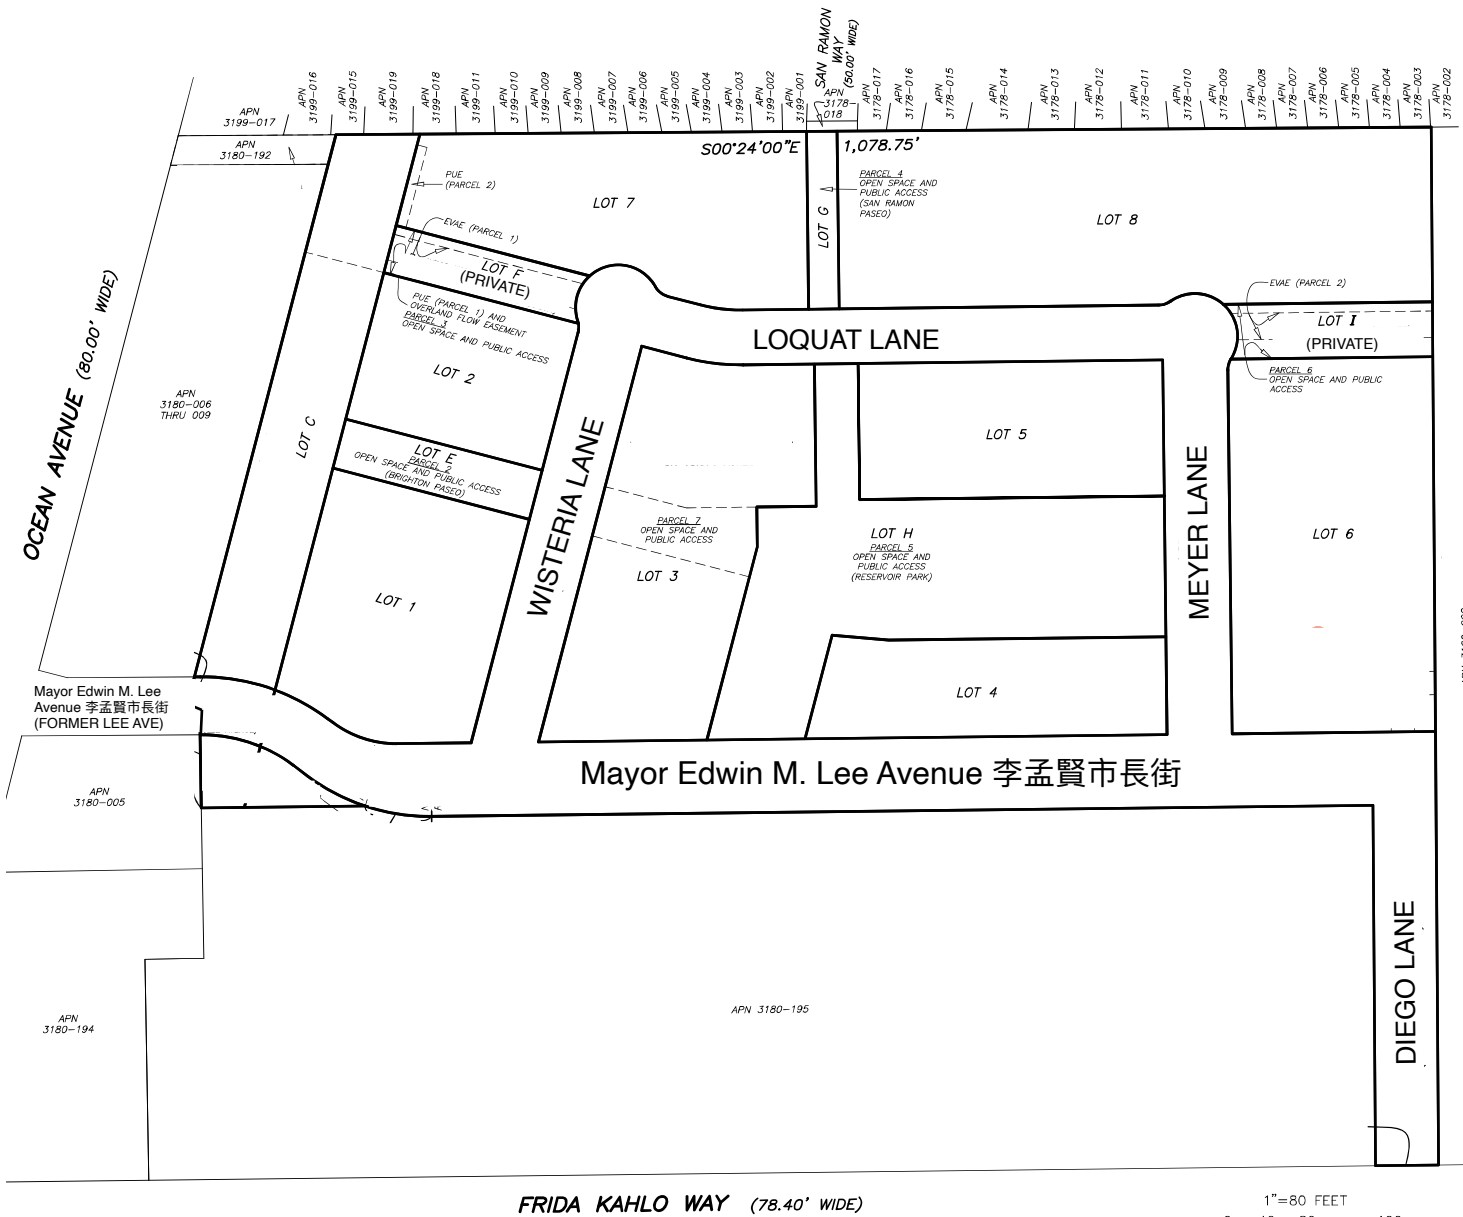 SAN RAMON
WAY
(50.00' WIDE)
APN
3199-017
APN
3180-192
APN
3199-016
APN
3199-015
APN
3199-019
APN
3199-018
APN
3199-011
APN
3199-010
APN
3199-009
APN
3199-008
APN
3199-007
APN
3199-006
APN
3199-005
APN
3199-004
APN
3199-003
APN
3199-002
APN
3199-001
APN
3178-
018
APN
3178-017
APN
3178-016
APN
3178-015
APN
3178-014
APN
3178-013
APN
3178-012
APN
3178-011
APN
3178-010
APN
3178-009
APN
3178-008
APN
3178-007
APN
3178-006
APN
3178-005
APN
3178-004
APN
3178-003
APN
3178-002
S00°24'00"E
1,078.75'
PUE
(PARCEL 2)
LOT 7
EVAE (PARCEL 1)
LOT F
(PRIVATE)
PUE (PARCEL 1) AND
OVERLAND FLOW EASEMENT
PARCEL 3
OPEN SPACE AND PUBLIC ACCESS
LOT G
PARCEL 4
OPEN SPACE AND
PUBLIC ACCESS
(SAN RAMON
PASEO)
LOT 8
EVAE (PARCEL 2)
LOT I
(PRIVATE)
PARCEL 6
OPEN SPACE AND PUBLIC
ACCESS
LOQUAT LANE
OCEAN AVENUE (80.00' WIDE)
APN
3180-006
THRU 009
LOT C
LOT 2
LOT E
PARCEL 2
OPEN SPACE AND PUBLIC ACCESS
(BRIGHTON PASEO)
LOT 1
WISTERIA LANE
PARCEL 7
OPEN SPACE AND
PUBLIC ACCESS
LOT 3
LOT 5
LOT H
PARCEL 5
OPEN SPACE AND
PUBLIC ACCESS
(RESERVOIR PARK)
LOT 4
MEYER LANE
LOT 6
Mayor Edwin M. Lee
Avenue 李孟賢市長街
(FORMER LEE AVE)
Mayor Edwin M. Lee Avenue 李孟賢市長街
APN
3180-005
APN
3180-194
APN 3180-195
DIEGO LANE
FRIDA KAHLO WAY (78.40' WIDE)
1"=80 FEET